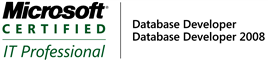 Microsoft
CERTIFIED
IT Professional
Database Developer
Database Developer 2008